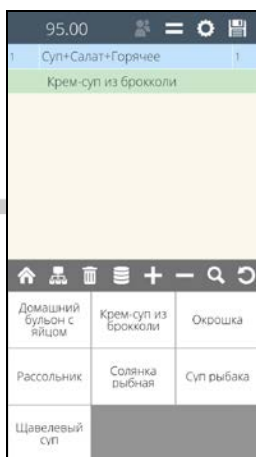 95.00
1 Суп+Салат+Горячее 1
Крем-суп из брокколи
Домашний
бульон с
яйцом
Крем-суп из
брокколи
Окрошка
Рассольник
Солянка
рыбная
Суп рыбака
Щавелевый
суп